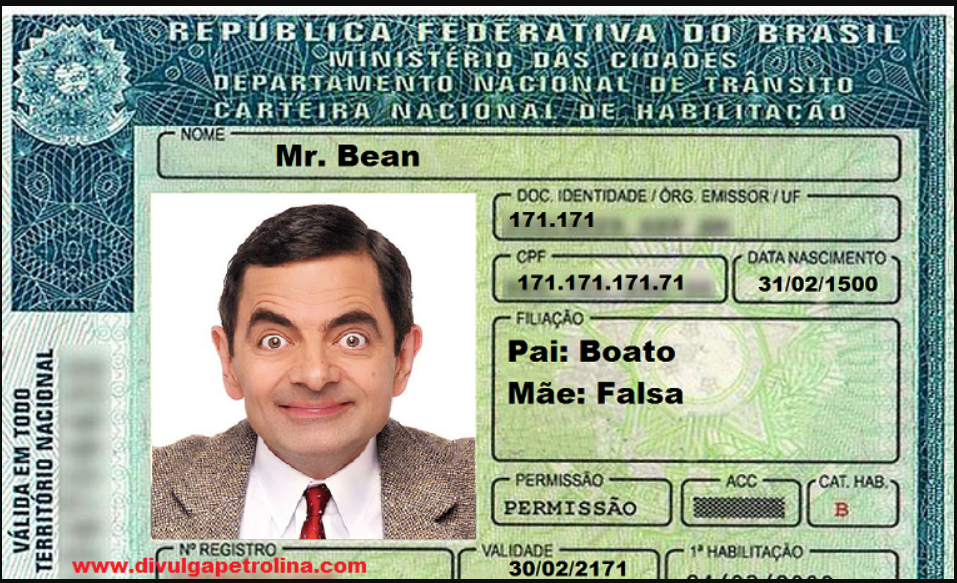 REPÚBLICA FEDERATIVA DO BRASIL
MINISTÉRIO DAS CIDADES
DEPARTAMENTO NACIONAL DE TRÂNSITO
CARTEIRA NACIONAL DE HABILITAÇÃO
NOME
Mr. Bean
DOC. IDENTIDADE / ÓRG. EMISSOR / UF
171.171
CPF
171.171.171.71
DATA NASCIMENTO
31/02/1500
FILIAÇÃO
Pai: Boato
Mãe: Falsa
PERMISSÃO
PERMISSÃO
ACC
CAT. HAB.
B
VÁLIDA EM TODO
TERRITÓRIO NACIONAL
Nº REGISTRO
VALIDADE
30/02/2171
1ª HABILITAÇÃO
www.divulgapetrolina.com